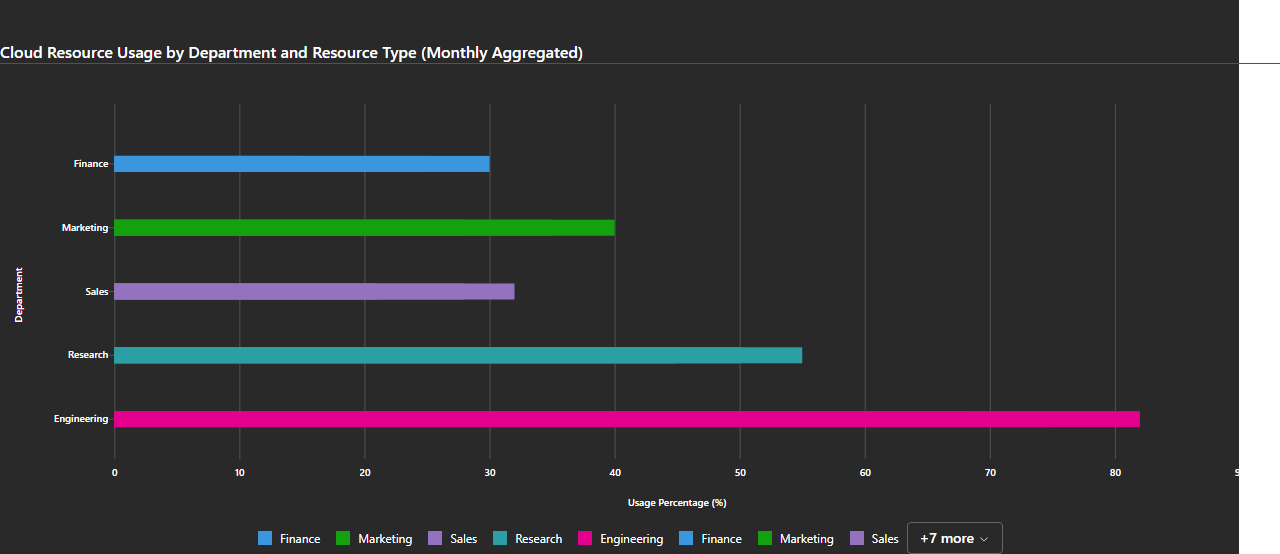 Cloud Resource Usage by Department and Resource Type (Monthly Aggregated)
Department
Finance
Marketing
Sales
Research
Engineering
0 10 20 30 40 50 60 70 80 9
Usage Percentage (%)
Finance Marketing Sales Research Engineering Finance Marketing Sales +7 more